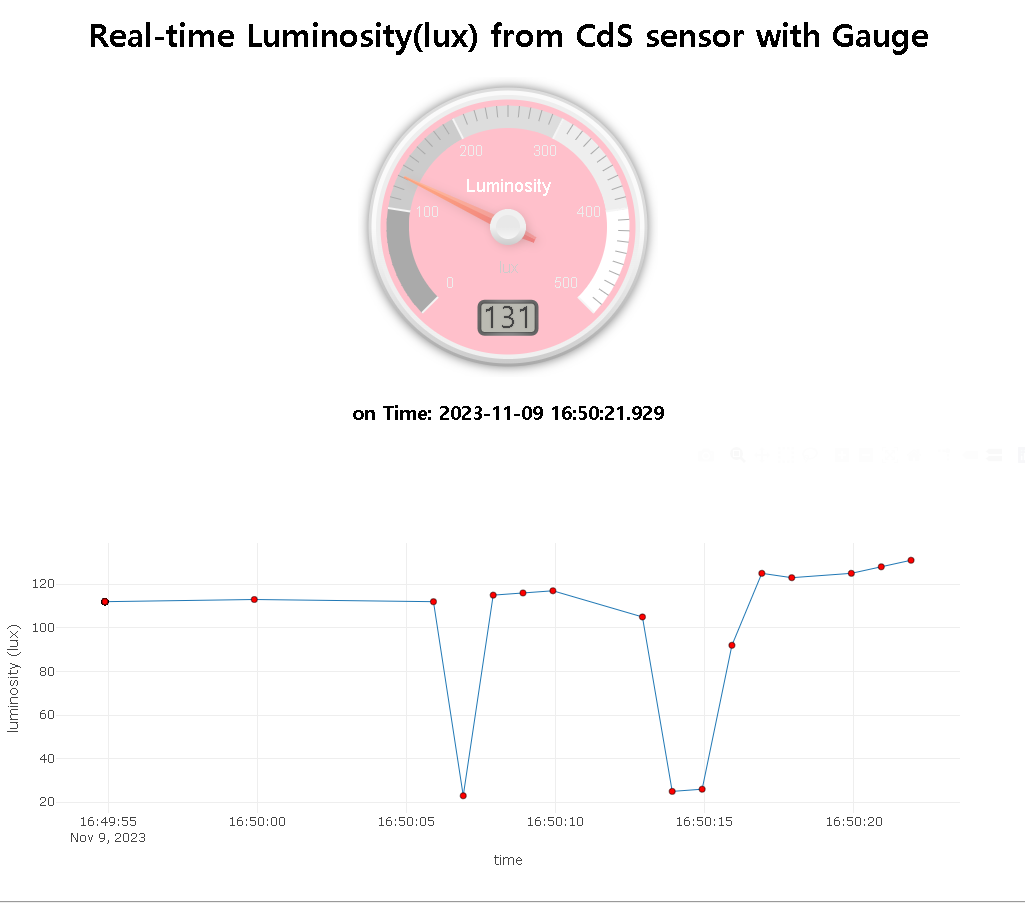 Real-time Luminosity(lux) from CdS sensor with Gauge
200 300
Luminosity
100 400
lux
0 500
131
on Time: 2023-11-09 16:50:21.929
120
100
80
60
40
20
luminosity (lux)
16:49:55 16:50:00 16:50:05 16:50:10 16:50:15 16:50:20
Nov 9, 2023
time